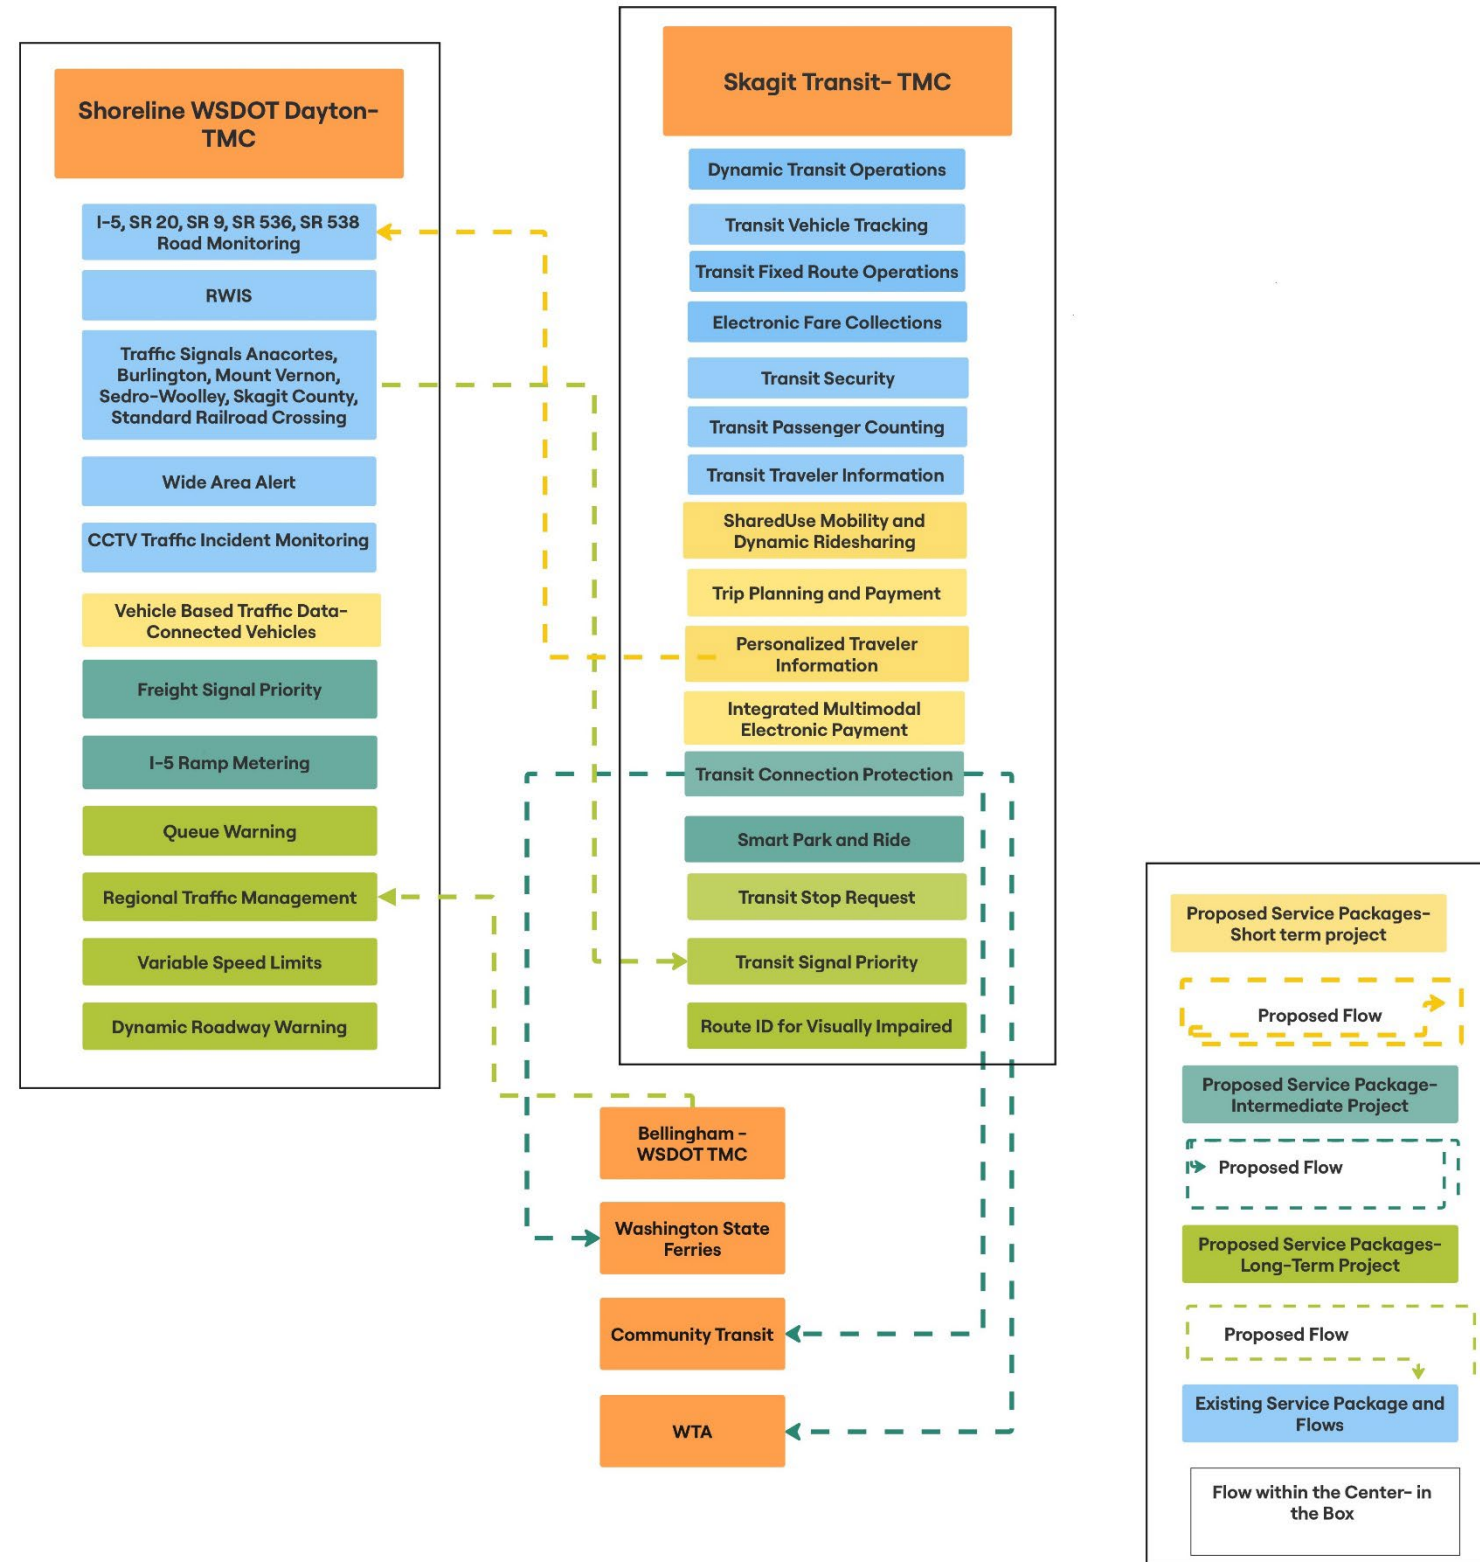 Shoreline WSDOT Dayton-
TMC
I-5, SR 20, SR 9, SR 536, SR 538
Road Monitoring
RWIS
Traffic Signals Anacortes,
Burlington, Mount Vernon,
Sedro-Woolley, Skagit County,
Standard Railroad Crossing
Wide Area Alert
CCTV Traffic Incident Monitoring
Vehicle Based Traffic Data-
Connected Vehicles
Freight Signal Priority
I-5 Ramp Metering
Queue Warning
Regional Traffic Management
Variable Speed Limits
Dynamic Roadway Warning
Skagit Transit- TMC
Dynamic Transit Operations
Transit Vehicle Tracking
Transit Fixed Route Operations
Electronic Fare Collections
Transit Security
Transit Passenger Counting
Transit Traveler Information
SharedUse Mobility and
Dynamic Ridesharing
Trip Planning and Payment
Personalized Traveler
Information
Integrated Multimodal
Electronic Payment
Transit Connection Protection
Smart Park and Ride
Transit Stop Request
Transit Signal Priority
Route ID for Visually Impaired
Bellingham -
WSDOT TMC
Washington State
Ferries
Community Transit
WTA
Proposed Service Packages-
Short term project
Proposed Flow
Proposed Service Package-
Intermediate Project
Proposed Flow
Proposed Service Packages-
Long-Term Project
Proposed Flow
Existing Service Package and
Flows
Flow within the Center- in
the Box